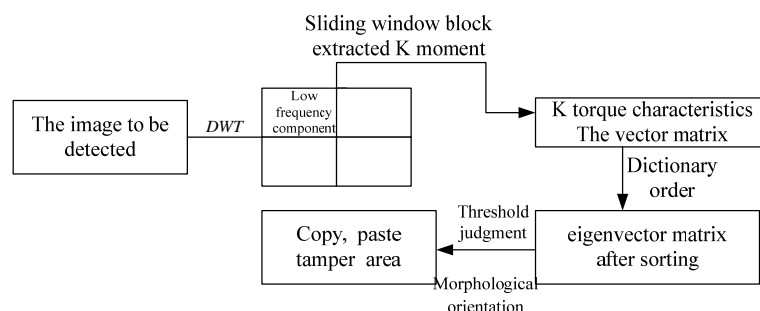 Sliding window block
extracted K moment
The image to be
detected
DWT
Low
frequency
component
K torque characteristics
The vector matrix
Dictionary
order
eigenvector matrix
after sorting
Threshold
judgment
Morphological
orientation
Copy, paste
tamper area